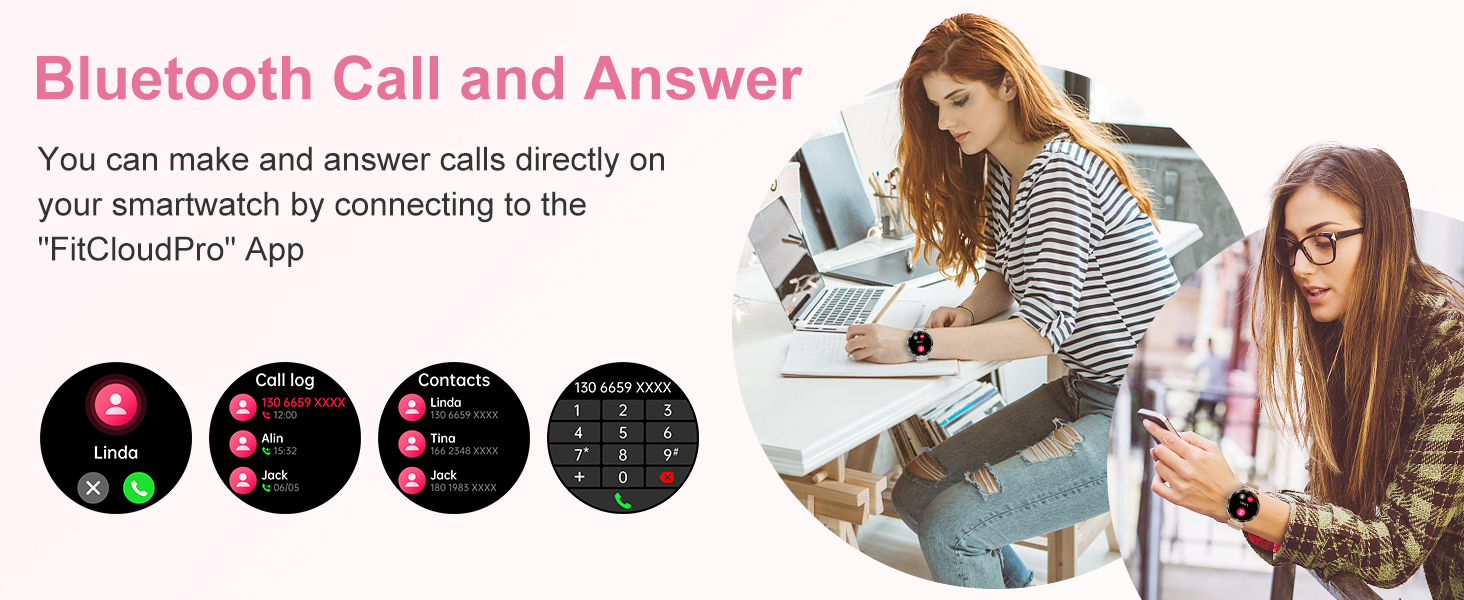 Bluetooth Call and Answer
You can make and answer calls directly on
your smartwatch by connecting to the
"FitCloudPro" App
Linda
Call log
130 6659 XXXX
12:00
Alin
15:32
Jack
06/05
Contacts
Linda
130 6659 XXXX
Tina
166 2348 XXXX
Jack
180 1983 XXXX
130 6659 XXXX
1 2 3
4 5 6
7* 8 9#
+ 0